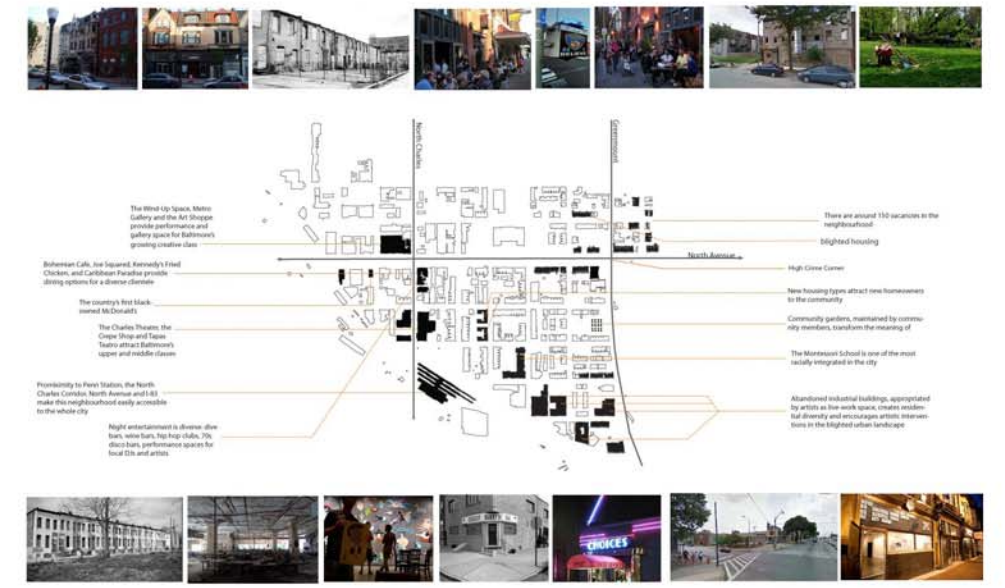 North Charles
Greenmount
The Wind-Up Space, Metro
Gallery and the Art Shoppe
provide performance and
gallery space for Baltimore's
growing creative class
Bohemian Cafe, Joe Squared, Kennedy's Fried
Chicken, and Caribbean Paradise provide
dining options for a diverse clientele
The country's first black-
owned McDonald's
The Charles Theater, the
Crepe Shop and Tapas
Teatro attract Baltimore's
upper and middle classes
Promisimity to Penn Station, the North
Charles Corridor, North Avenue and I-83
make this neighbourhood easily accessible
to the whole city
Night entertainment is diverse: dive
bars, wine bars, hip hop clubs, 70s
disco bars, performance spaces for
local DJs and artists
North Avenue
There are around 150 vacancies in the
neighbourhood
blighted housing
High Crime Corner
New housing types attract new homeowners
to the community
Community gardens, maintained by commu-
nity members, transform the meaning of
The Montessori School is one of the most
racially integrated in the city
Abandoned industrial buildings, appropriated
by artists as live-work space, creates residen-
tial diversity and encourages artistic interven-
tions in the blighted urban landscape
CHOICES